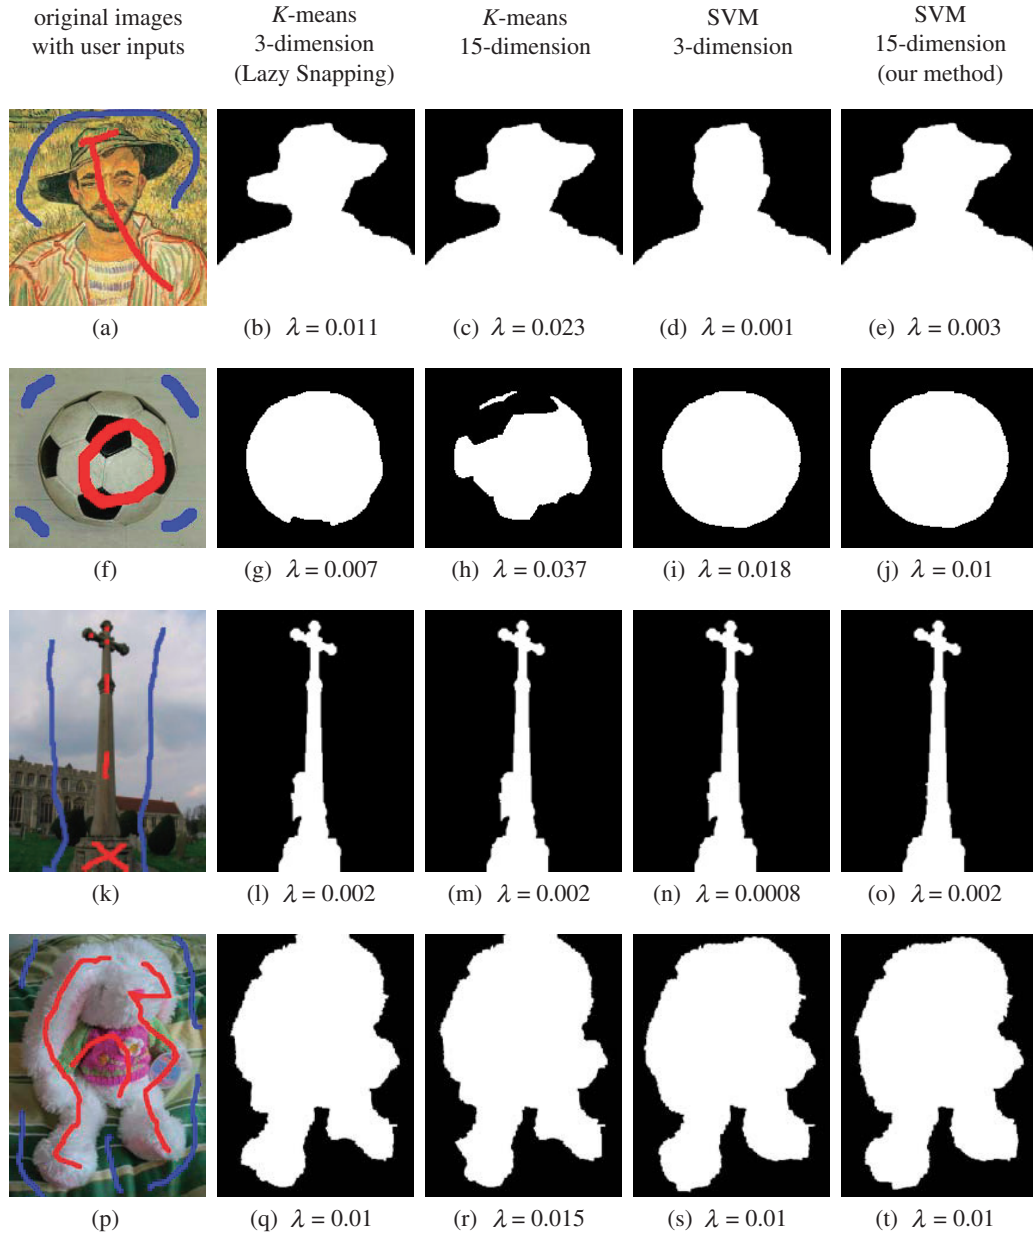 original images
with user inputs
K-means
3-dimension
(Lazy Snapping)
K-means
15-dimension
SVM
3-dimension
SVM
15-dimension
(our method)
(a)
(b) λ = 0.011
(c) λ = 0.023
(d) λ = 0.001
(e) λ = 0.003
(f)
(g) λ = 0.007
(h) λ = 0.037
(i) λ = 0.018
(j) λ = 0.01
(k)
(l) λ = 0.002
(m) λ = 0.002
(n) λ = 0.0008
(o) λ = 0.002
(p)
(q) λ = 0.01
(r) λ = 0.015
(s) λ = 0.01
(t) λ = 0.01